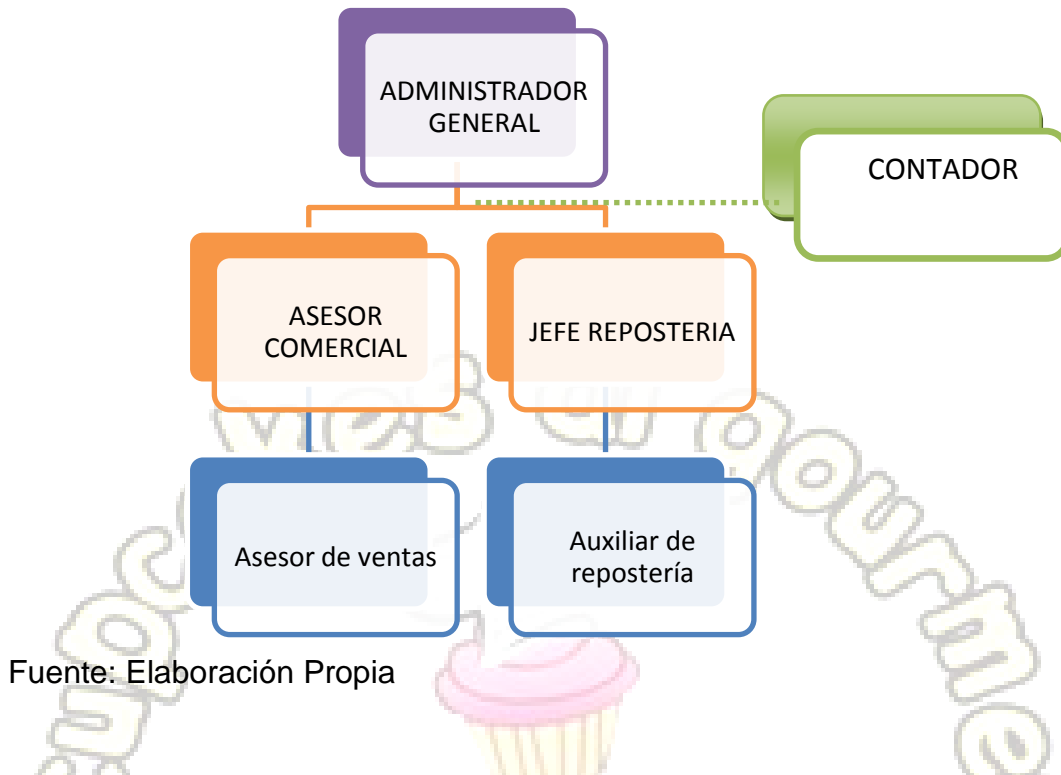 ADMINISTRADOR
GENERAL
CONTADOR
ASESOR
COMERCIAL
JEFE REPOSTERIA
Asesor de ventas
Auxiliar de
repostería
Fuente: Elaboración Propia